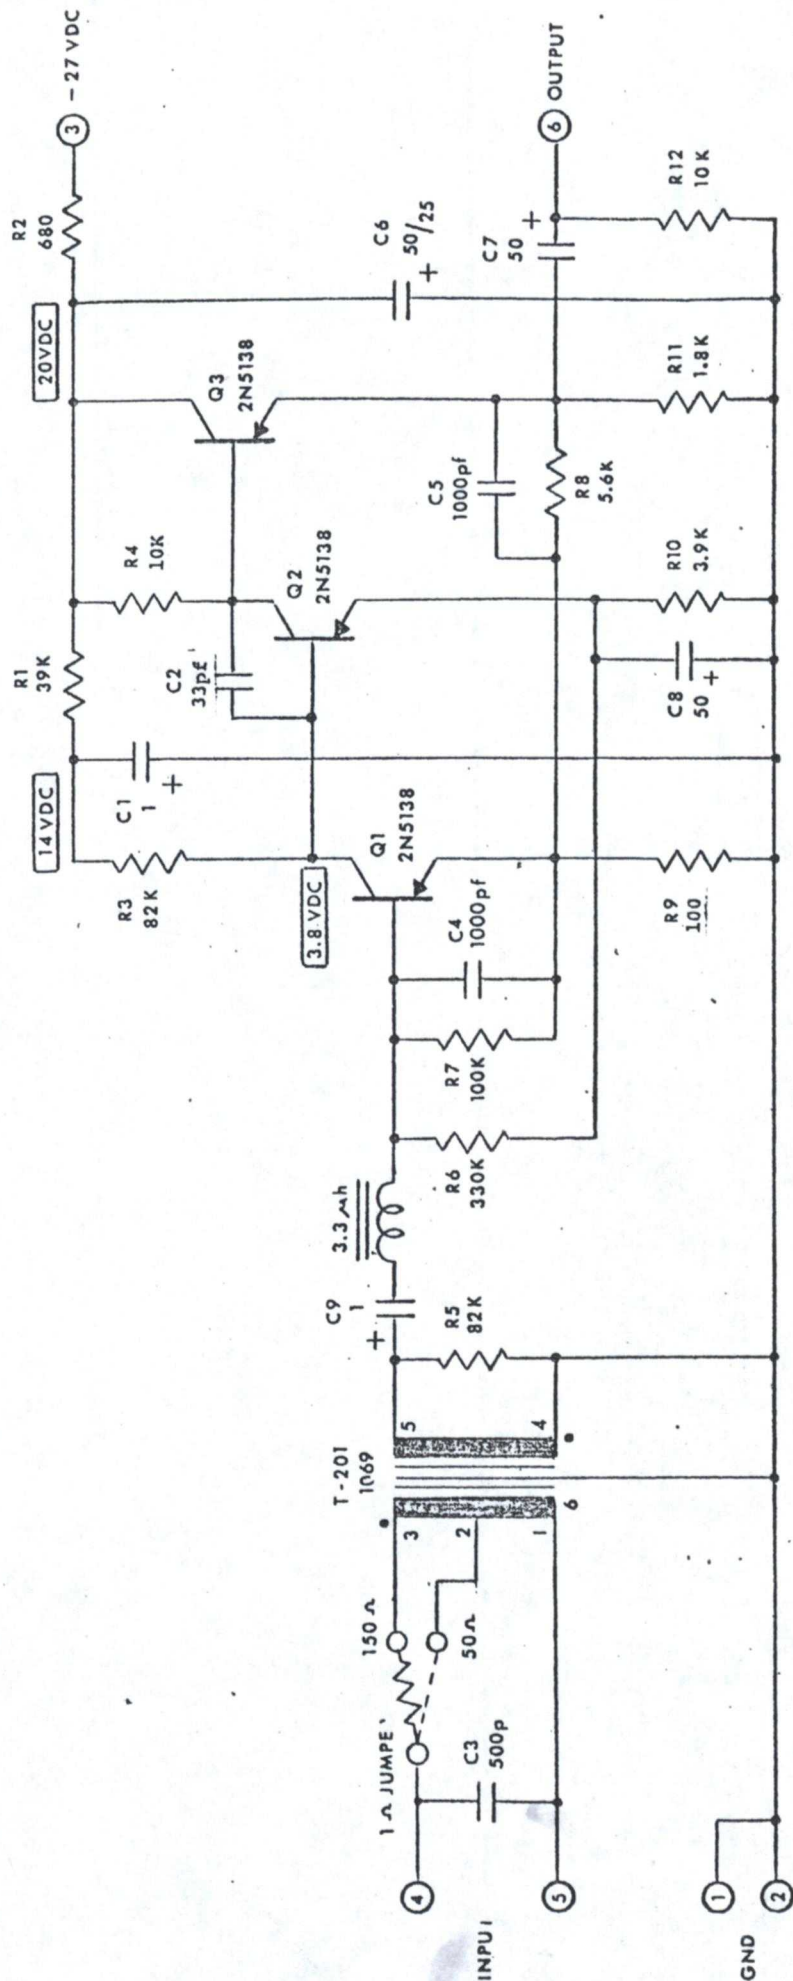 R2
680
3
– 27 VDC
20VDC
R1
39K
14VDC
R3
82K
C1
1
+
R4
10K
C2
33pf
Q3
2N5138
Q2
2N5138
Q1
2N5138
3.8 VDC
C6
50/25
+
C5
1000pf
R8
5.6K
C7
50
+
6
OUTPUT
R12
10K
R11
1.8K
R10
3.9K
C8
50
+
R9
100
C4
1000pf
R7
100K
R6
330K
3.3 μh
C9
1
+
R5
82K
T-201
1069
5
4
3
2
1
6
150 Ω
50Ω
1 Ω JUMPE
C3
500p
4
5
INPUT
1
2
GND